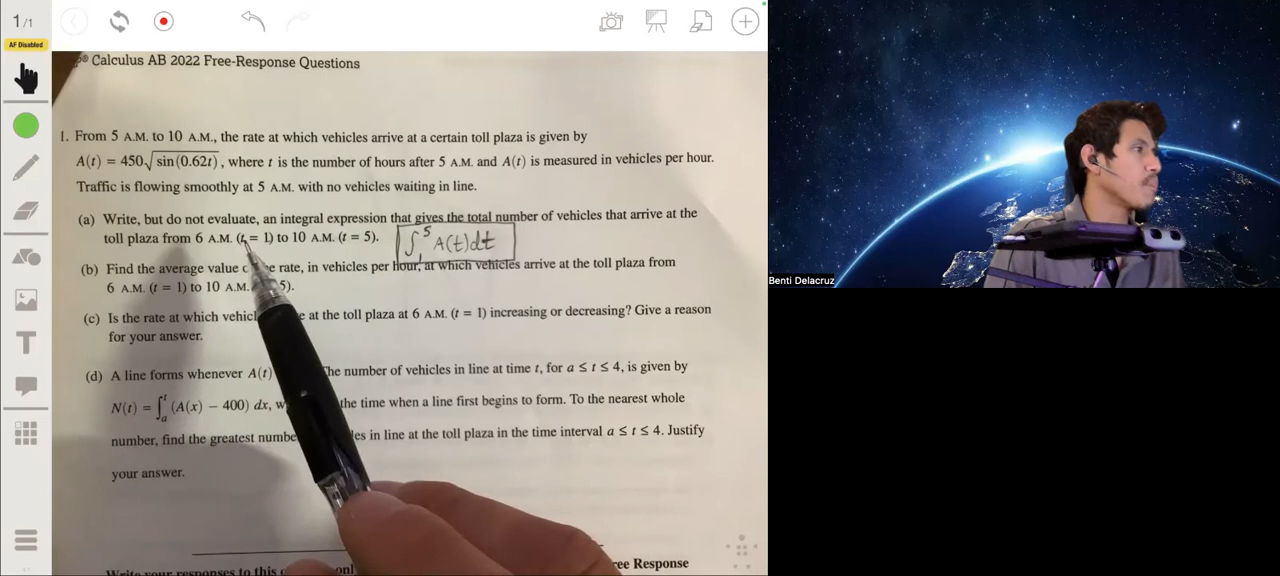 1/1
AF Disabled
Calculus AB 2022 Free-Response Questions
1. From 5 A.M. to 10 A.M., the rate at which vehicles arrive at a certain toll plaza is given by
A(t) = 450√sin(0.62t), where t is the number of hours after 5 A.M. and A(t) is measured in vehicles per hour.
Traffic is flowing smoothly at 5 A.M. with no vehicles waiting in line.
(a) Write, but do not evaluate, an integral expression that gives the total number of vehicles that arrive at the
toll plaza from 6 A.M. (t = 1) to 10 A.M. (t = 5). ∫₁⁵ A(t)dt
(b) Find the average value rate, in vehicles per hour, at which vehicles arrive at the toll plaza from
6 A.M. (t = 1) to 10 A.M. 5).
(c) Is the rate at which at the toll plaza at 6 A.M. (t = 1) increasing or decreasing? Give a reason
for your answer.
(d) A line forms whenever A(t) number of vehicles in line at time t, for a ≤ t ≤ 4, is given by
N(t) = ∫ₐᵗ (A(x) − 400) dx, the time when a line first begins to form. To the nearest whole
number, find the greatest in line at the toll plaza in the time interval a ≤ t ≤ 4. Justify
your answer.
Write your responses to this Response
Benti Delacruz